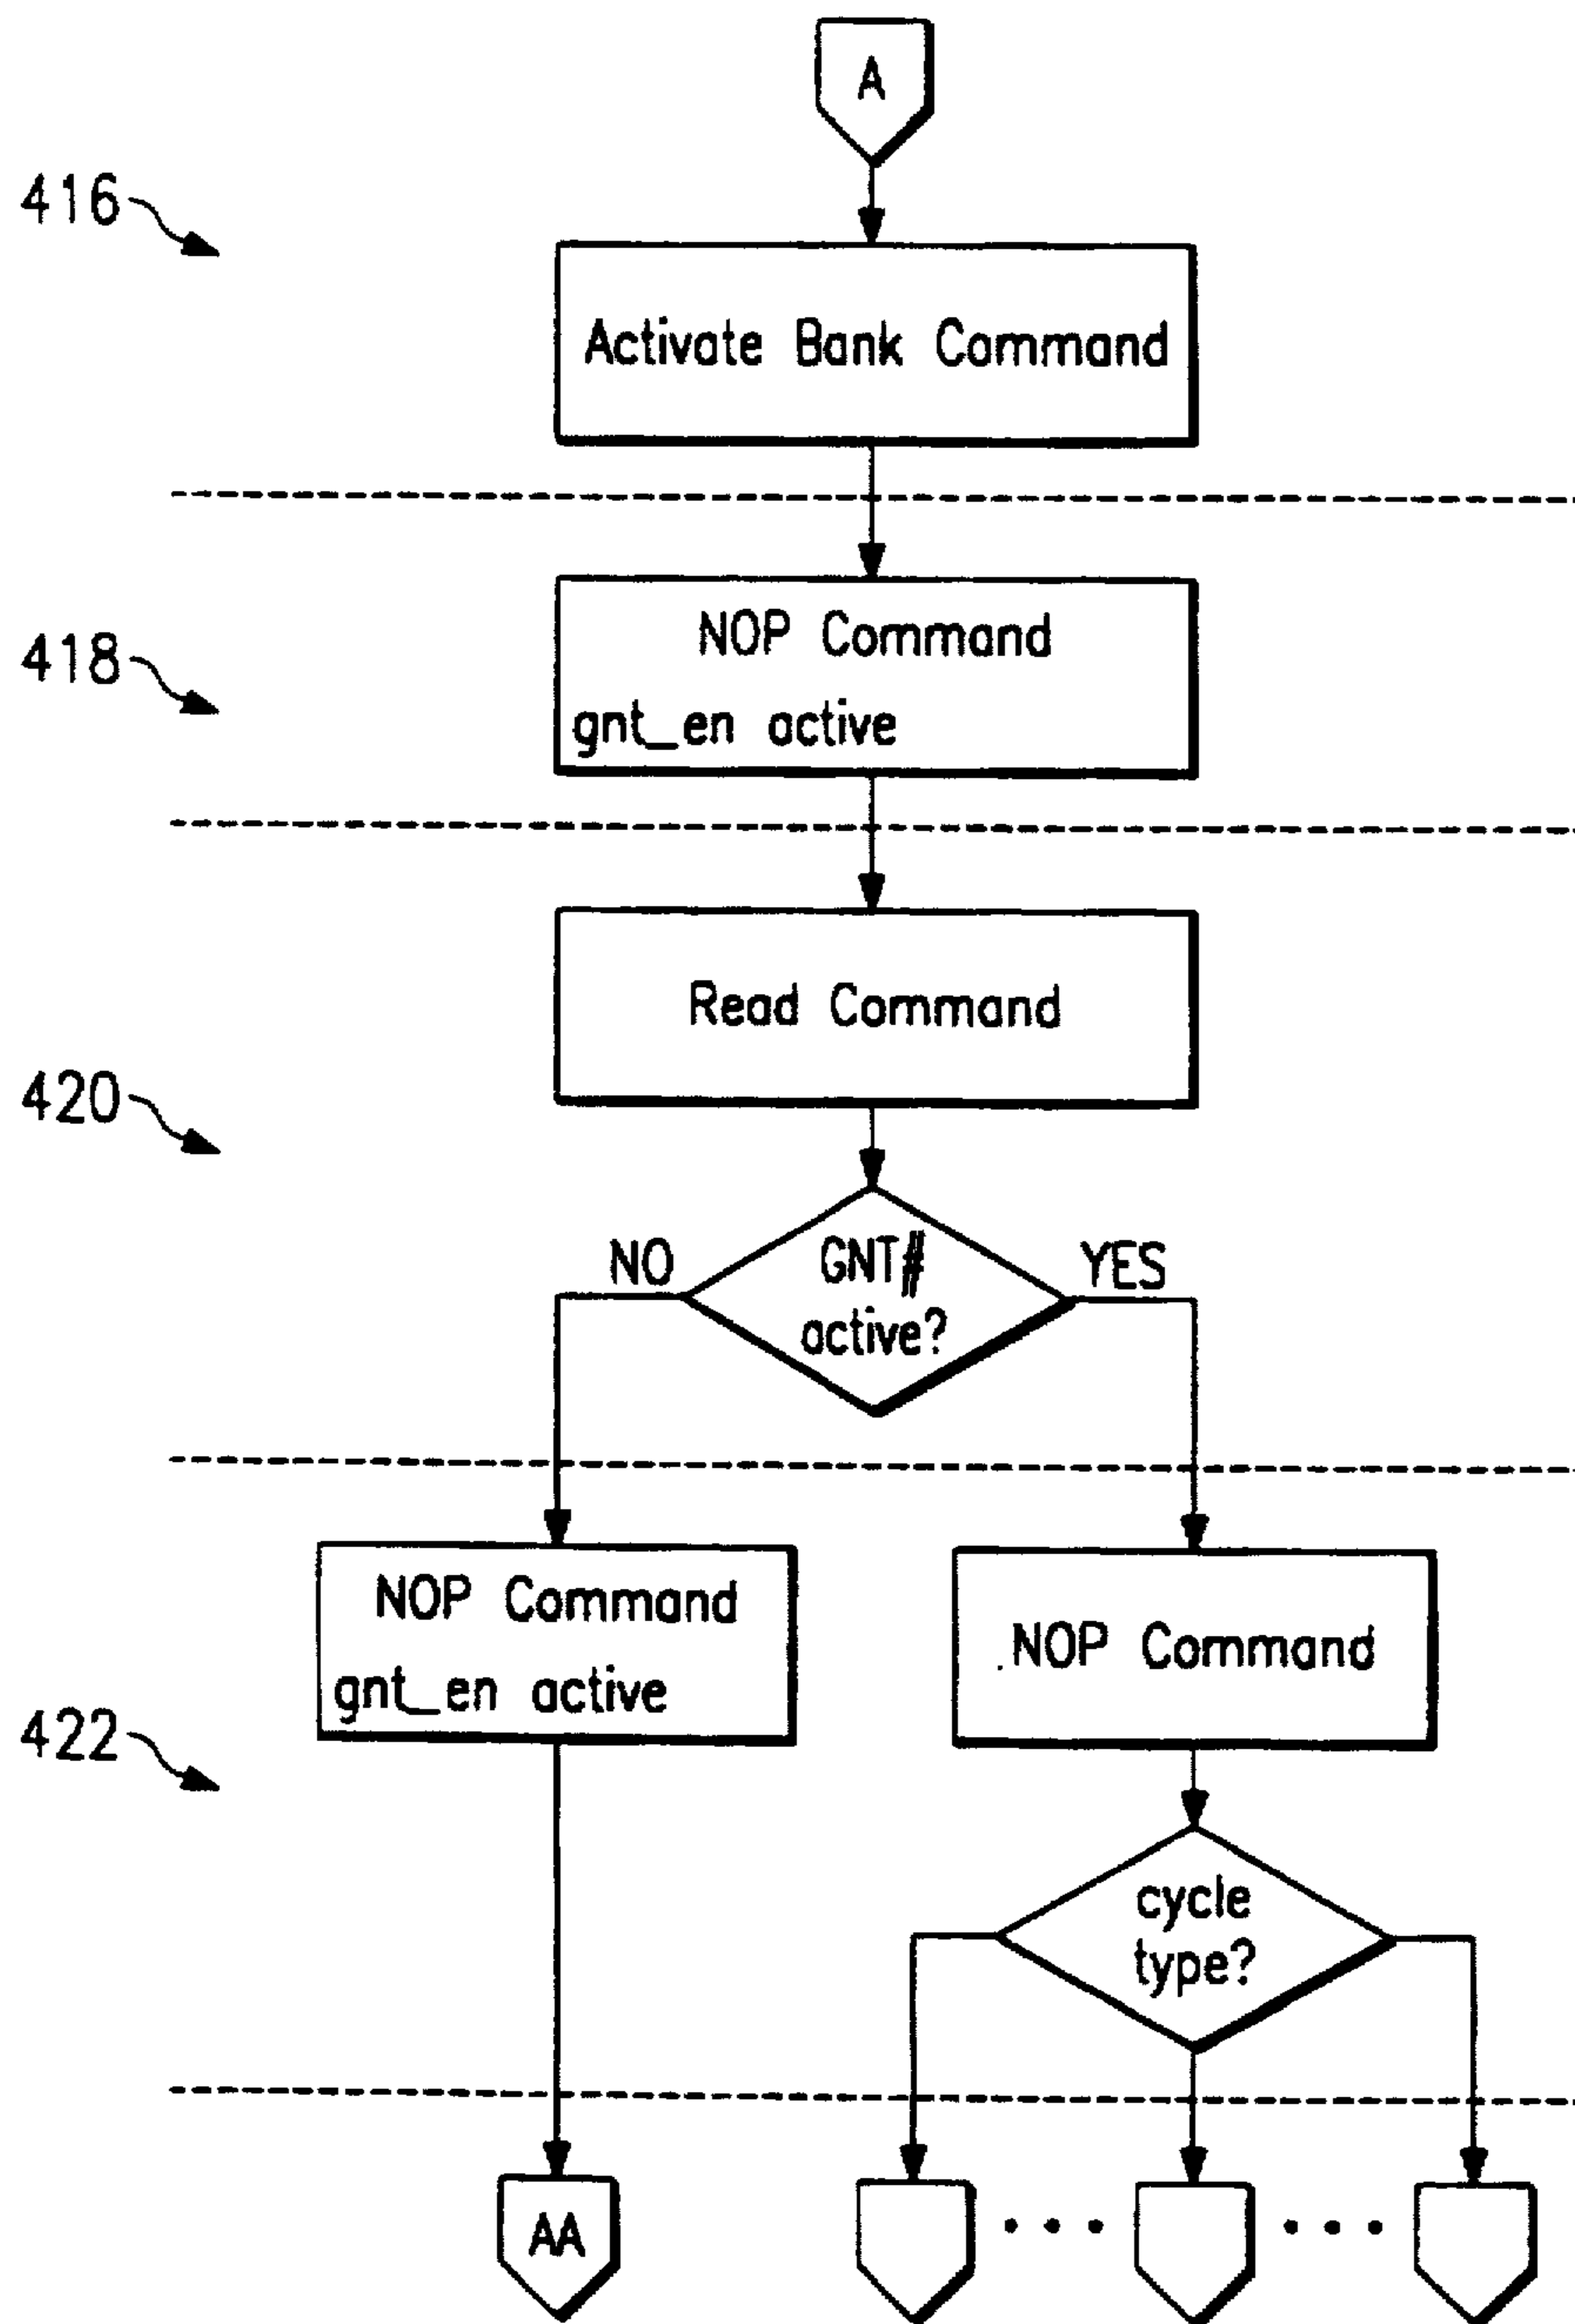 A
416
Activate Bank Command
NOP Command
418
gnt_en active
Read Command
420
NO
GNT#
YES
active?
NOP Command
NOP Command
gnt_en active
422
cycle
type?
AA